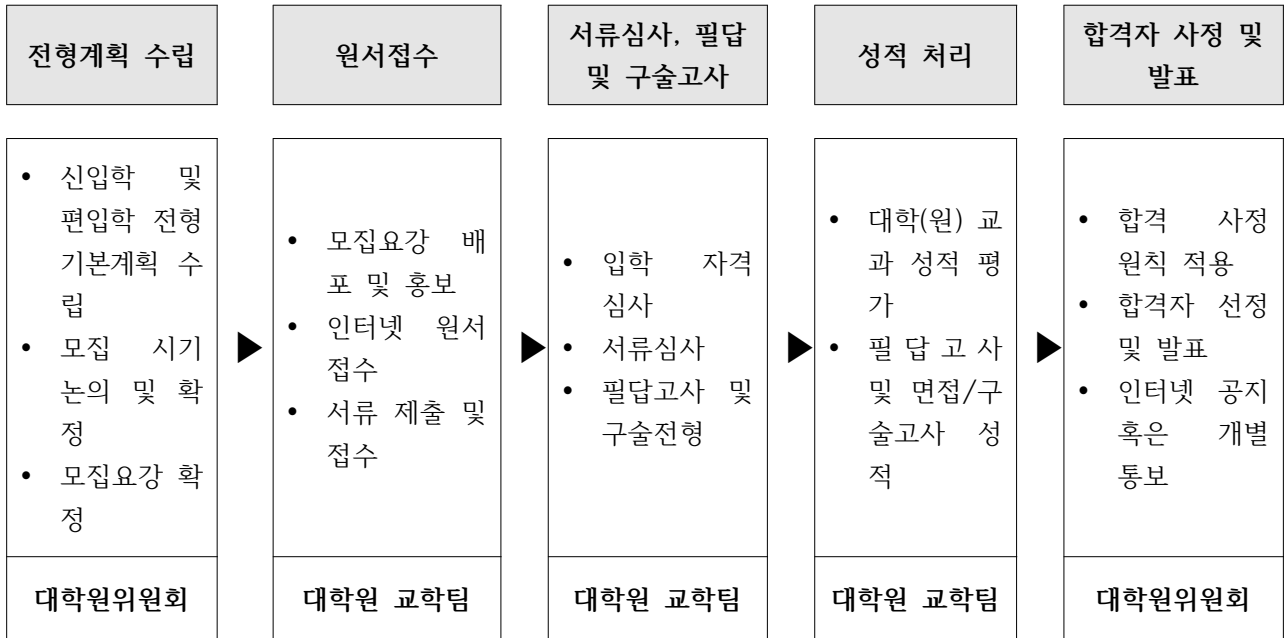 전형계획 수립
원서접수
서류심사, 필답
및 구술고사
성적 처리
합격자 사정 및
발표
• 신입학 및
편입학 전형
기본계획 수
립
• 모집 시기
논의 및 확
정
• 모집요강 확
정
• 모집요강 배
포 및 홍보
• 인터넷 원서
접수
• 서류 제출 및
접수
• 입학 자격
심사
• 서류심사
• 필답고사 및
구술전형
• 대학(원) 교
과 성적 평
가
• 필답고사
및 면접/구
술고사 성
적
• 합격 사정
원칙 적용
• 합격자 선정
및 발표
• 인터넷 공지
혹은 개별
통보
대학원위원회
대학원 교학팀
대학원 교학팀
대학원 교학팀
대학원위원회